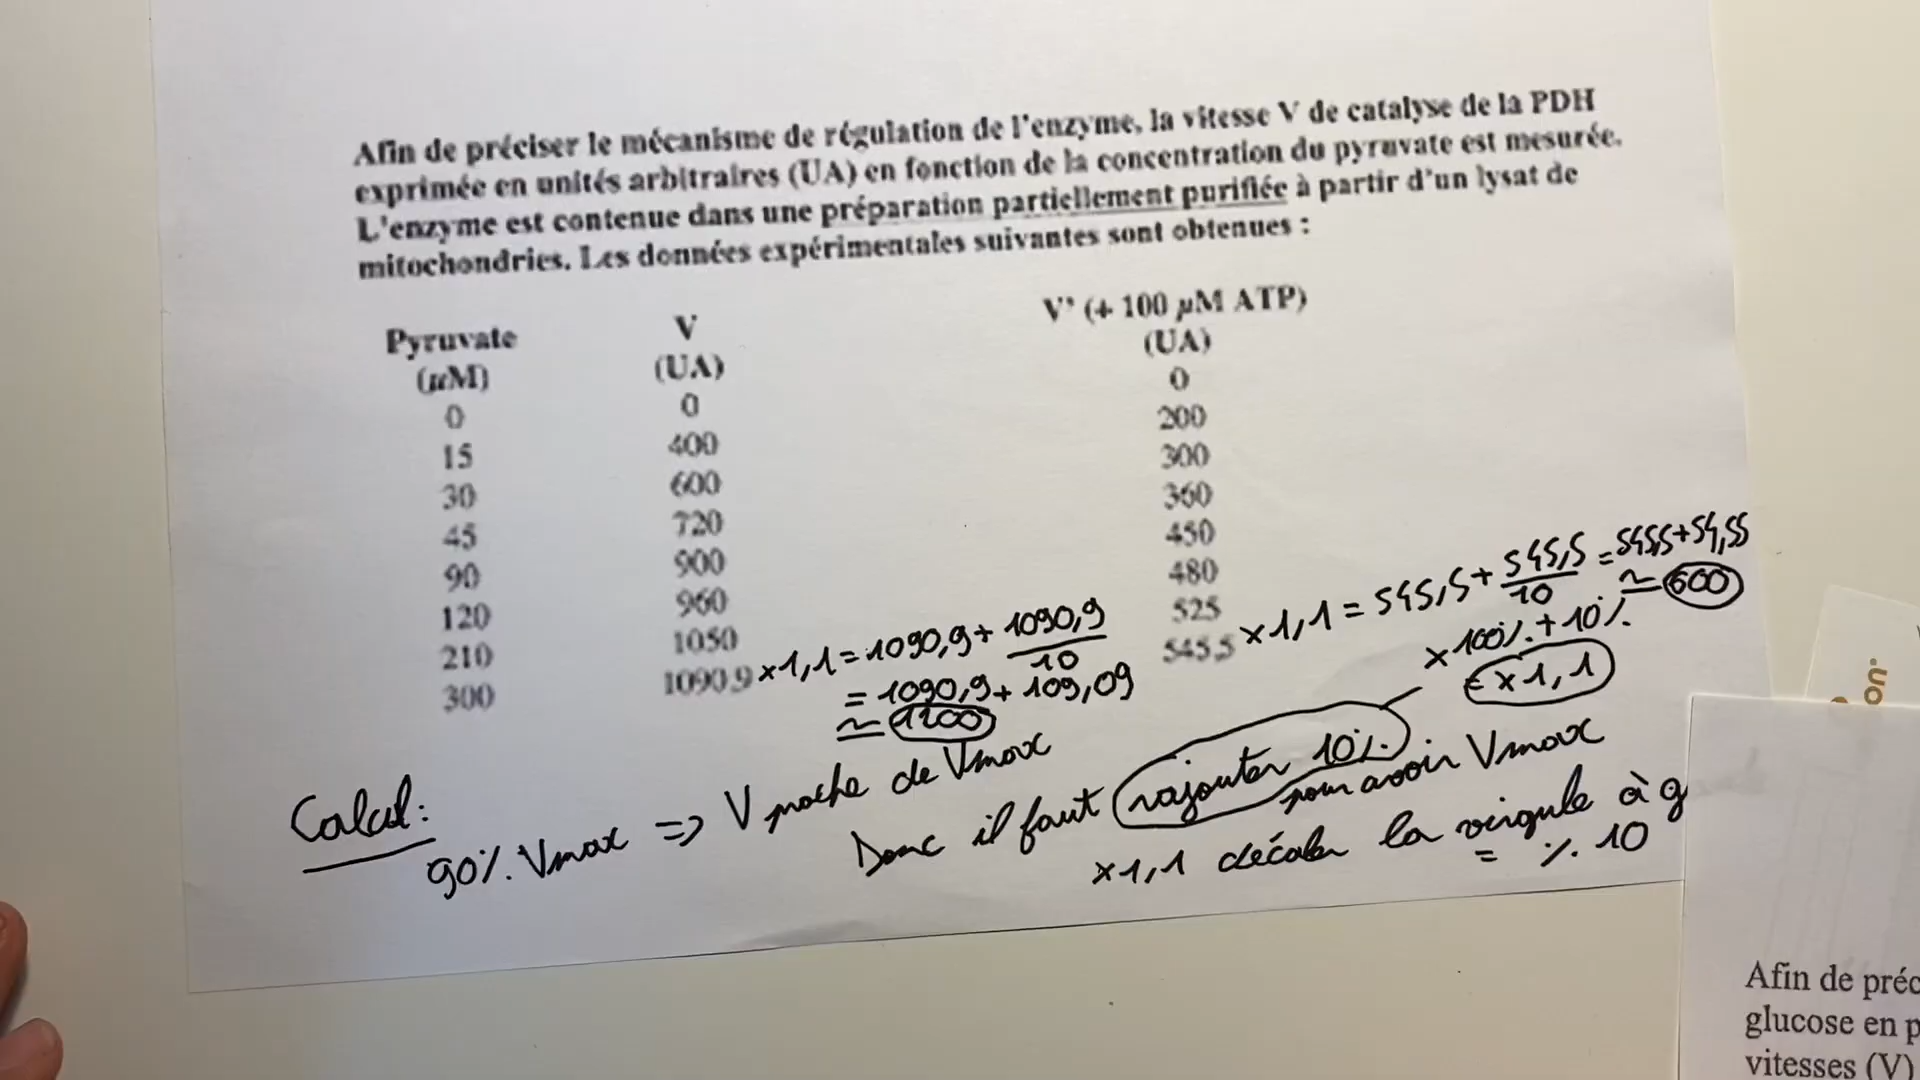 Afin de préciser le mécanisme de régulation de l'enzyme, la vitesse V de catalyse de la PDH
exprimée en unités arbitraires (UA) en fonction de la concentration du pyruvate est mesurée.
L'enzyme est contenue dans une préparation partiellement purifiée à partir d'un lysat de
mitochondries. Les données expérimentales suivantes sont obtenues :
Pyruvate V V' (+ 100 µM ATP)
(µM) (UA) (UA)
0 0 0
15 400 200
30 600 300
45 720 360
90 900 450
120 960 480
210 1050 525
300 1090,9 545,5
x1,1 = 1090,9 + 1090,9/10
= 1090,9 + 109,09
≃ 1200
x1,1 = 545,5 + 545,5/10 = 545,5 + 54,55
≃ 600
x 100% + 10%
= x1,1
Calcul:
90% Vmax => V proche de Vmax
Donc il faut rajouter 10%
pour avoir Vmax
x1,1 décaler la virgule à g
= % 10
on.
Afin de préc
glucose en p
vitesses (V)